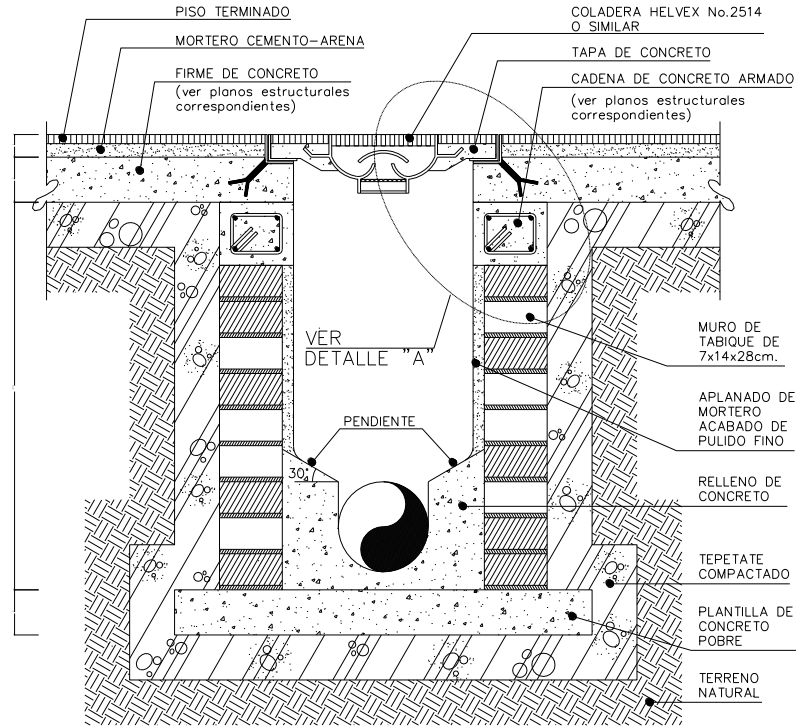 PISO TERMINADO
MORTERO CEMENTO-ARENA
FIRME DE CONCRETO
(ver planos estructurales
correspondientes)
COLADERA HELVEX No.2514
O SIMILAR
TAPA DE CONCRETO
CADENA DE CONCRETO ARMADO
(ver planos estructurales
correspondientes)
VER
DETALLE "A"
MURO DE
TABIQUE DE
7x14x28cm.
APLANADO DE
MORTERO
ACABADO DE
PULIDO FINO
PENDIENTE
30°
RELLENO DE
CONCRETO
TEPETATE
COMPACTADO
PLANTILLA DE
CONCRETO
POBRE
TERRENO
NATURAL